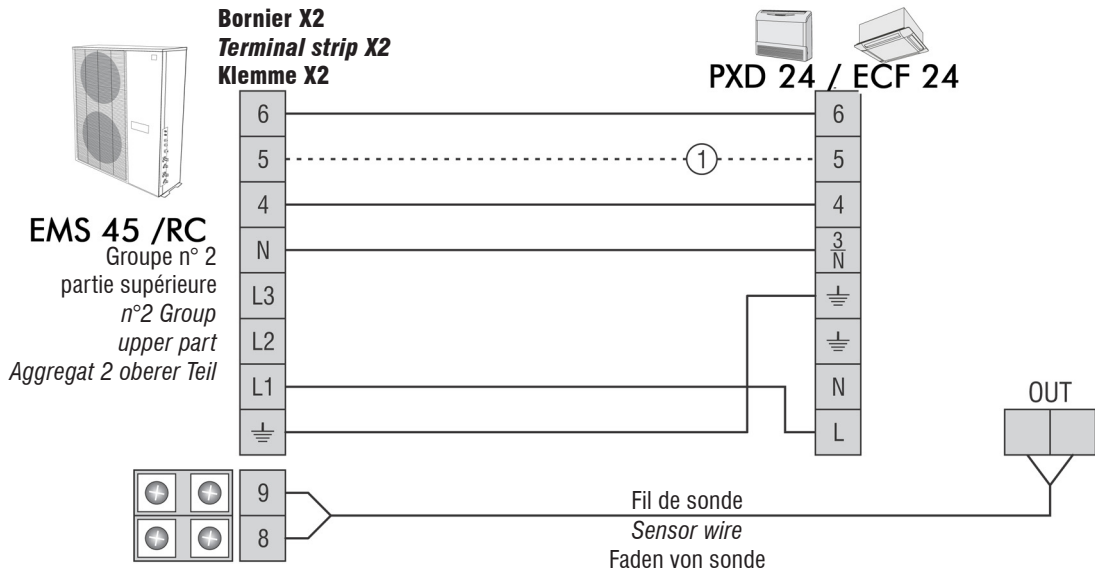 Bornier X2
Terminal strip X2
Klemme X2
PXD 24 / ECF 24
EMS 45 /RC
Groupe n° 2
partie supérieure
n°2 Group
upper part
Aggregat 2 oberer Teil
6
5
4
N
L3
L2
L1
⏚
1
6
5
4
3
N
⏚
⏚
N
L
OUT
9
8
Fil de sonde
Sensor wire
Faden von sonde